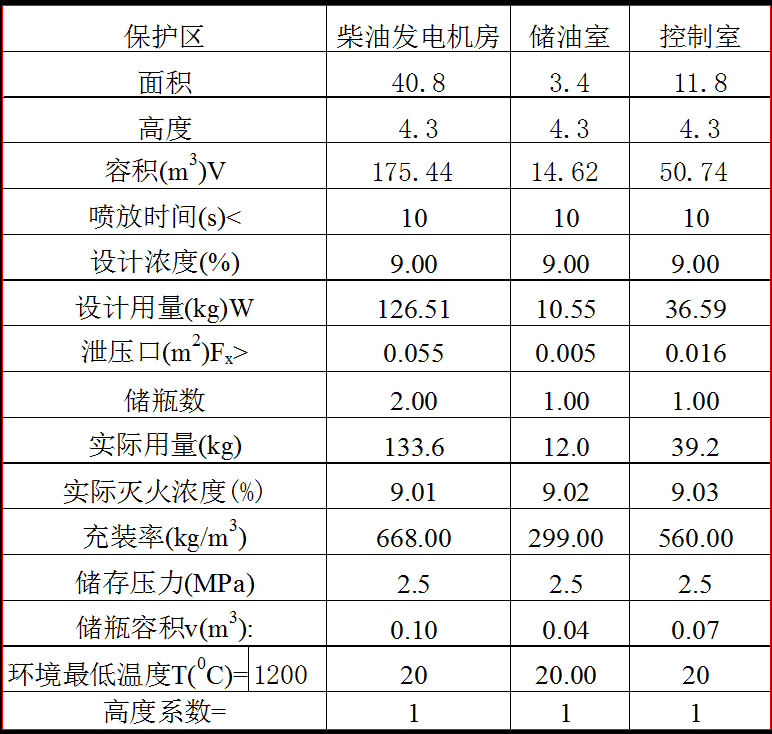 保护区 柴油发电机房 储油室 控制室
面积 40.8 3.4 11.8
高度 4.3 4.3 4.3
容积(m³)V 175.44 14.62 50.74
喷放时间(s)< 10 10 10
设计浓度(%) 9.00 9.00 9.00
设计用量(kg)W 126.51 10.55 36.59
泄压口(m²)Fₓ> 0.055 0.005 0.016
储瓶数 2.00 1.00 1.00
实际用量(kg) 133.6 12.0 39.2
实际灭火浓度(%) 9.01 9.02 9.03
充装率(kg/m³) 668.00 299.00 560.00
储存压力(MPa) 2.5 2.5 2.5
储瓶容积v(m³): 0.10 0.04 0.07
环境最低温度T(⁰C)= 1200 20 20.00 20
高度系数= 1 1 1